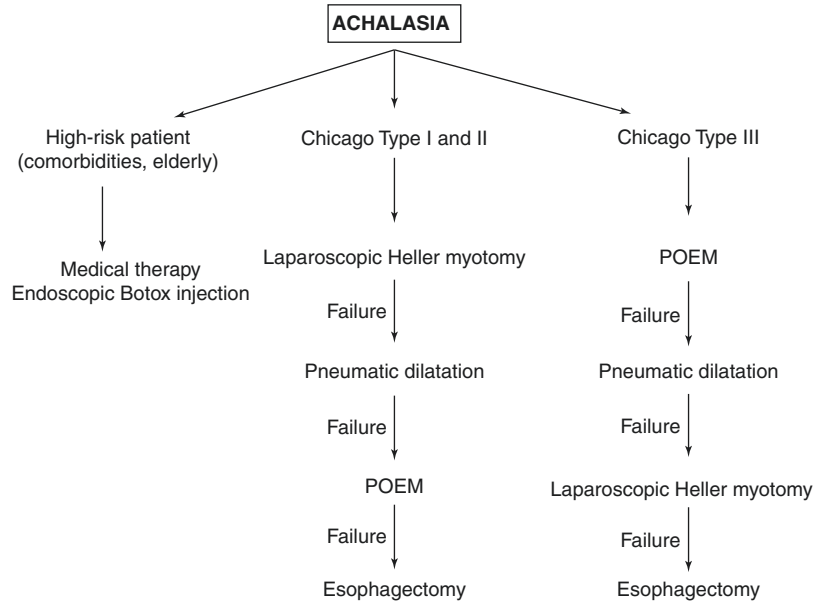 ACHALASIA
High-risk patient
(comorbidities, elderly)
Chicago Type I and II
Chicago Type III
Medical therapy
Endoscopic Botox injection
Laparoscopic Heller myotomy
POEM
Failure
Failure
Pneumatic dilatation
Pneumatic dilatation
Failure
Failure
POEM
Laparoscopic Heller myotomy
Failure
Failure
Esophagectomy
Esophagectomy